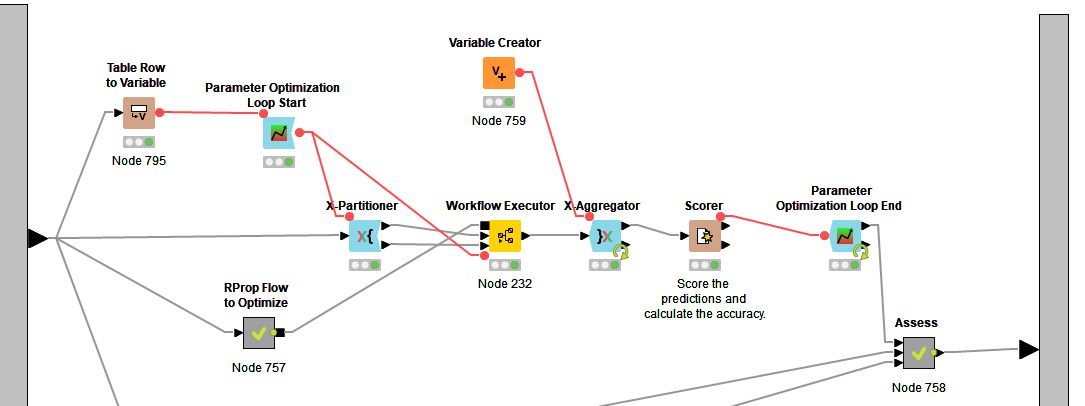 Variable Creator
V+
Node 759
Table Row
to Variable
V
Node 795
Parameter Optimization
Loop Start
X-Partitioner
X{
Workflow Executor
Node 232
X-Aggregator
}X
Scorer
Score the
predictions and
calculate the accuracy.
Parameter
Optimization Loop End
RProp Flow
to Optimize
Node 757
Assess
Node 758